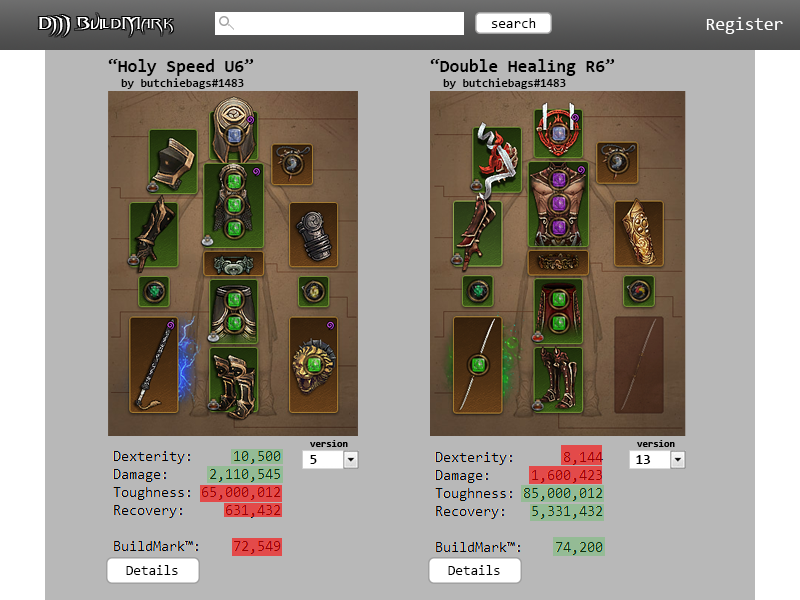 D))) BUILDMARK
search
Register
“Holy Speed U6”
by butchiebags#1483
“Double Healing R6”
by butchiebags#1483
version
5
Dexterity: 10,500
Damage: 2,110,545
Toughness: 65,000,012
Recovery: 631,432
BuildMark™: 72,549
Details
version
13
Dexterity: 8,144
Damage: 1,600,423
Toughness: 85,000,012
Recovery: 5,331,432
BuildMark™: 74,200
Details